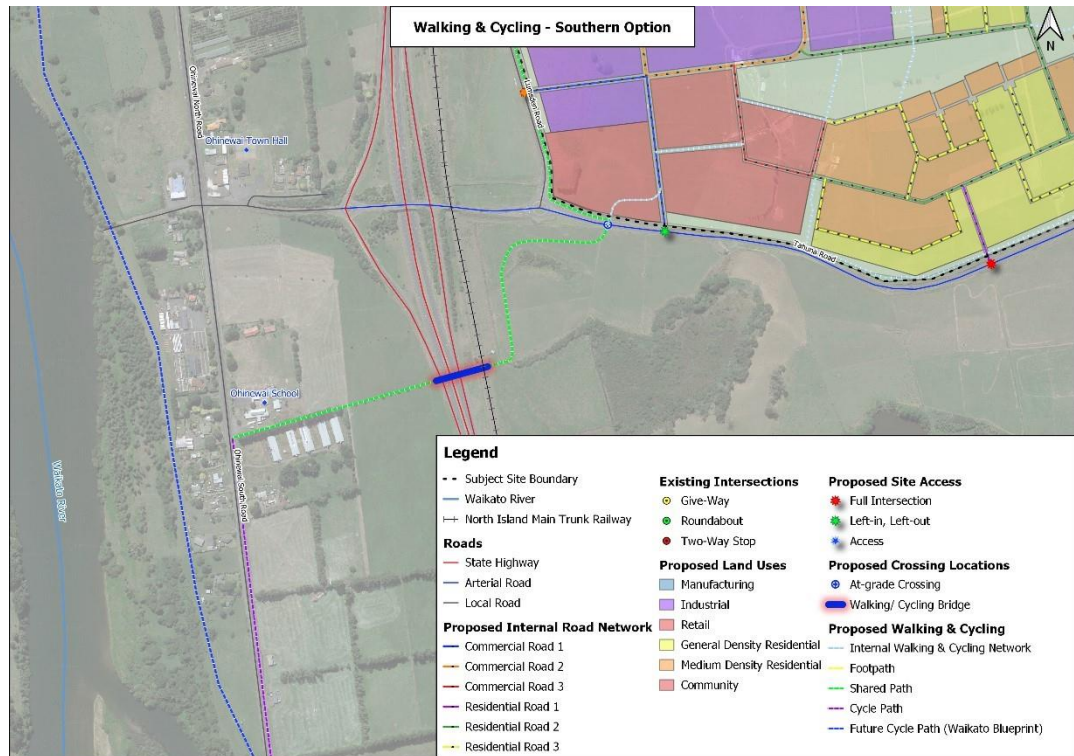 Walking & Cycling - Southern Option
N
Lumsden Road
Ohinewai North Road
Ohinewai Town Hall
Tahuna Road
Ohinewai School
Ohinewai South Road
Waikato River
Legend
Subject Site Boundary
Waikato River
North Island Main Trunk Railway
Roads
State Highway
Arterial Road
Local Road
Proposed Internal Road Network
Commercial Road 1
Commercial Road 2
Commercial Road 3
Residential Road 1
Residential Road 2
Residential Road 3
Existing Intersections
Give-Way
Roundabout
Two-Way Stop
Proposed Land Uses
Manufacturing
Industrial
Retail
General Density Residential
Medium Density Residential
Community
Proposed Site Access
Full Intersection
Left-in, Left-out
Access
Proposed Crossing Locations
At-grade Crossing
Walking/ Cycling Bridge
Proposed Walking & Cycling
Internal Walking & Cycling Network
Footpath
Shared Path
Cycle Path
Future Cycle Path (Waikato Blueprint)